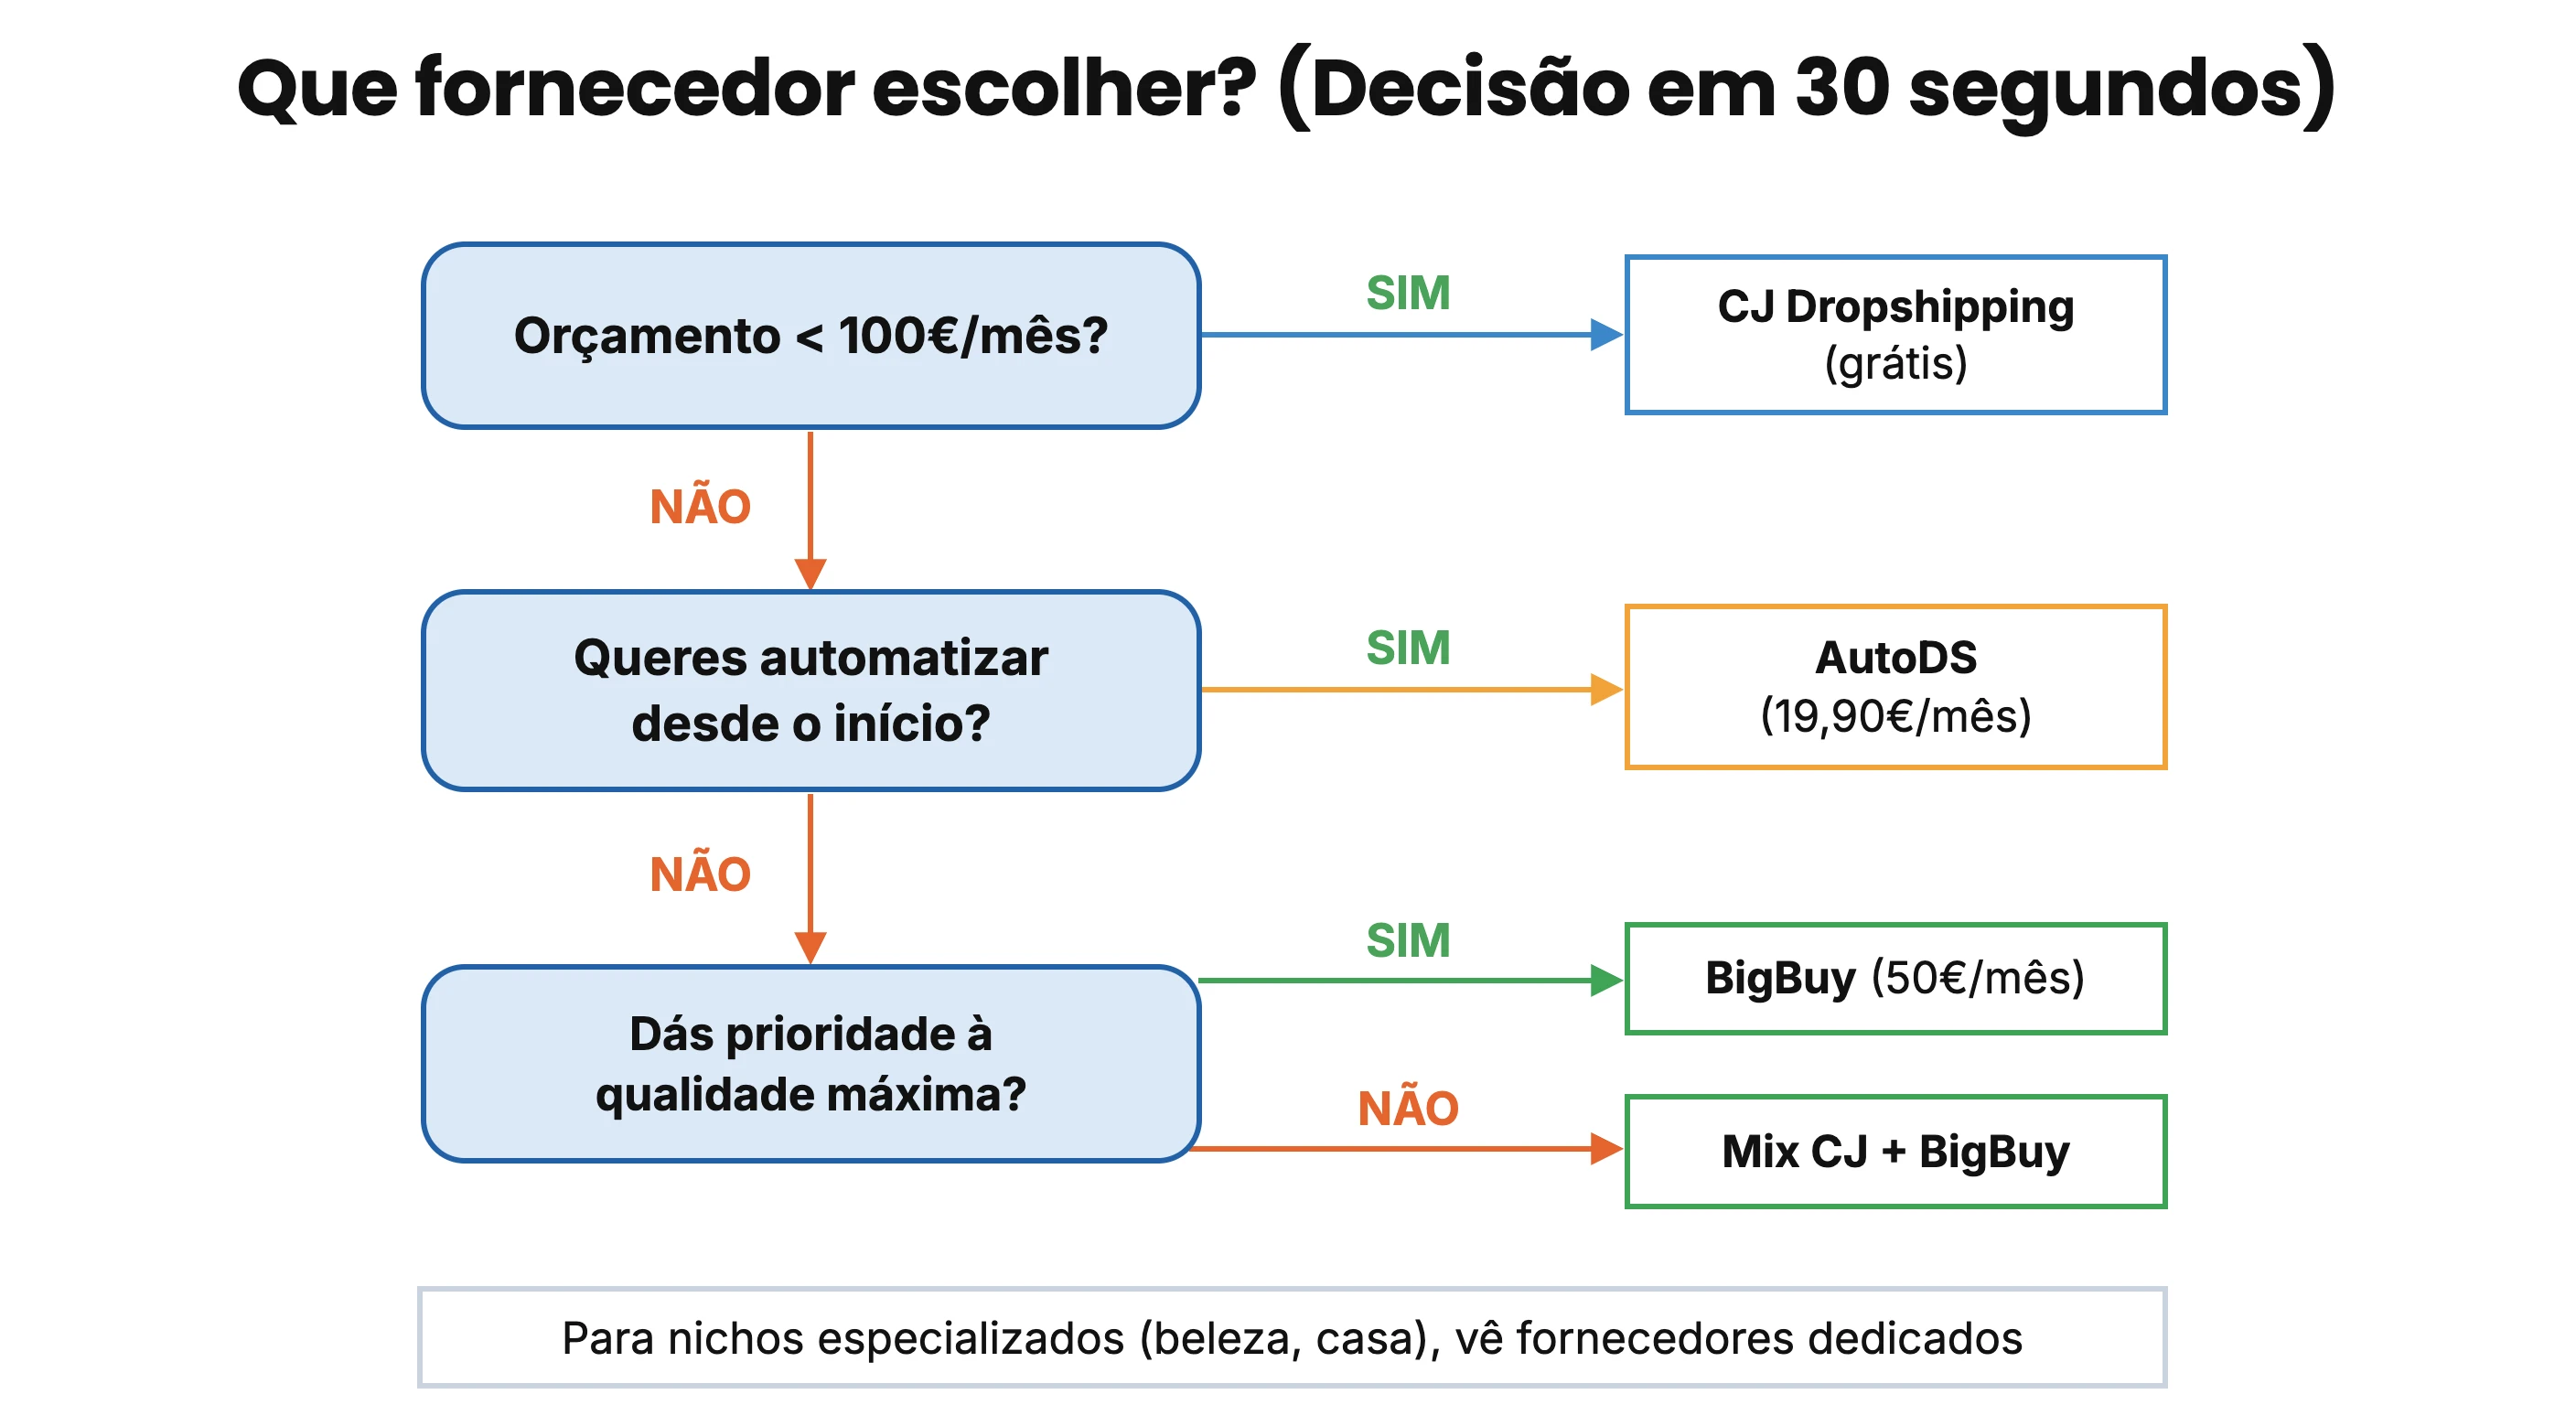 Que fornecedor escolher? (Decisão em 30 segundos)
Orçamento < 100€/mês?
SIM
CJ Dropshipping
(grátis)
NÃO
Queres automatizar
desde o início?
SIM
AutoDS
(19,90€/mês)
NÃO
Dás prioridade à
qualidade máxima?
SIM
BigBuy (50€/mês)
NÃO
Mix CJ + BigBuy
Para nichos especializados (beleza, casa), vê fornecedores dedicados